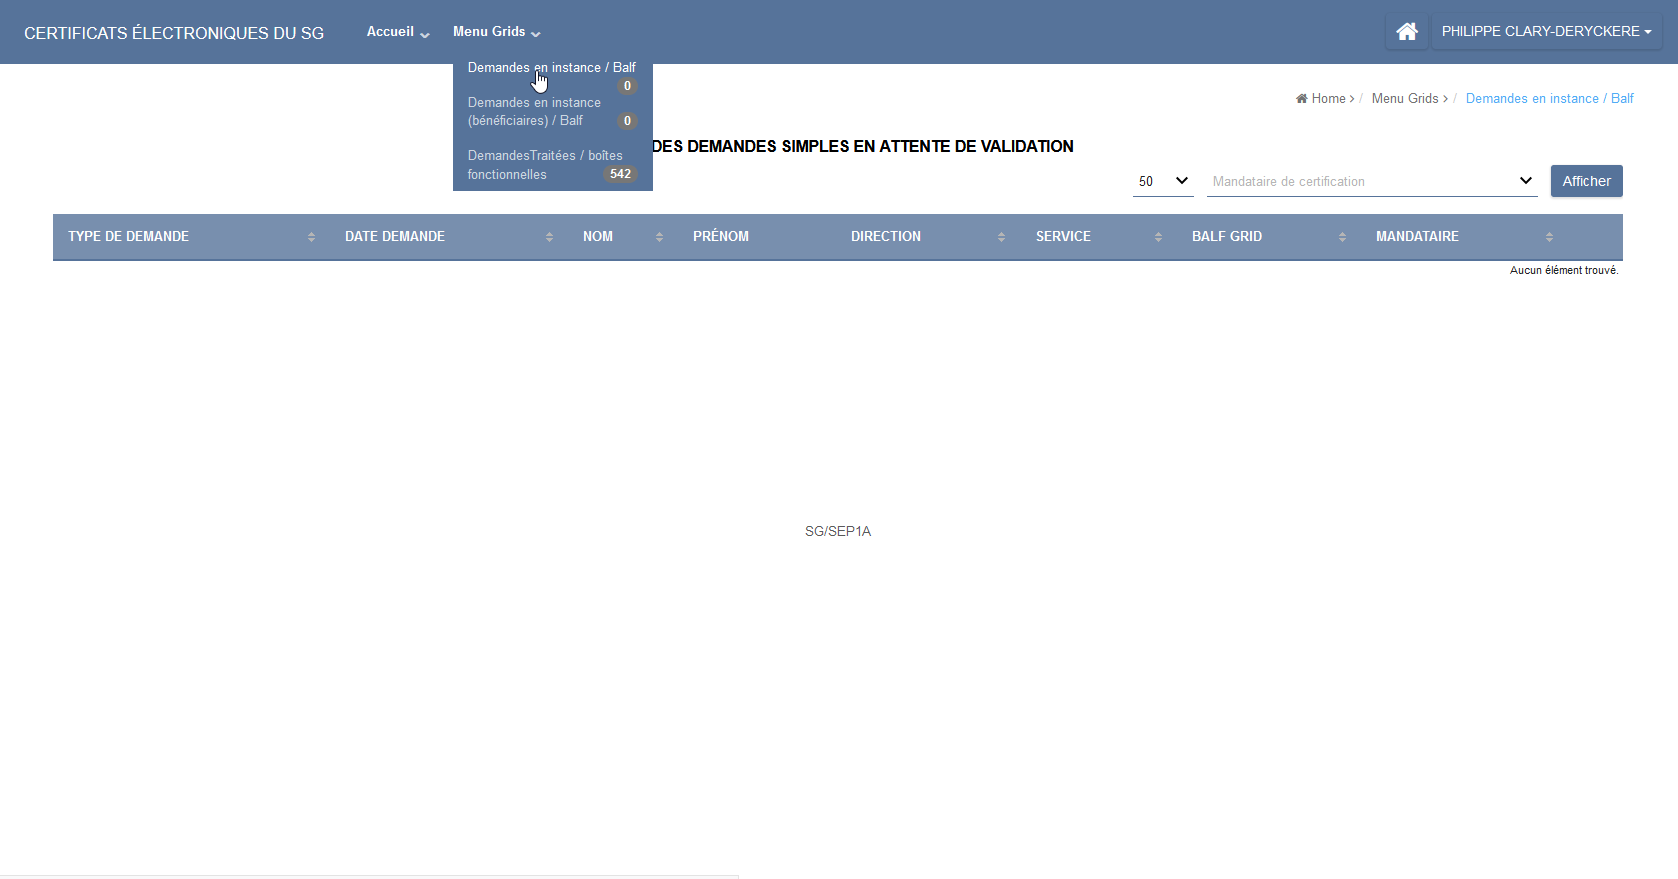 CERTIFICATS ÉLECTRONIQUES DU SG
Accueil
Menu Grids
PHILIPPE CLARY-DERYCKERE
Demandes en instance / Balf
0
Demandes en instance
(bénéficiaires) / Balf 0
DemandesTraitées / boîtes
fonctionnelles 542
Home > / Menu Grids > / Demandes en instance / Balf
DES DEMANDES SIMPLES EN ATTENTE DE VALIDATION
50 Mandataire de certification Afficher
TYPE DE DEMANDE DATE DEMANDE NOM PRÉNOM DIRECTION SERVICE BALF GRID MANDATAIRE
Aucun élément trouvé.
SG/SEP1A